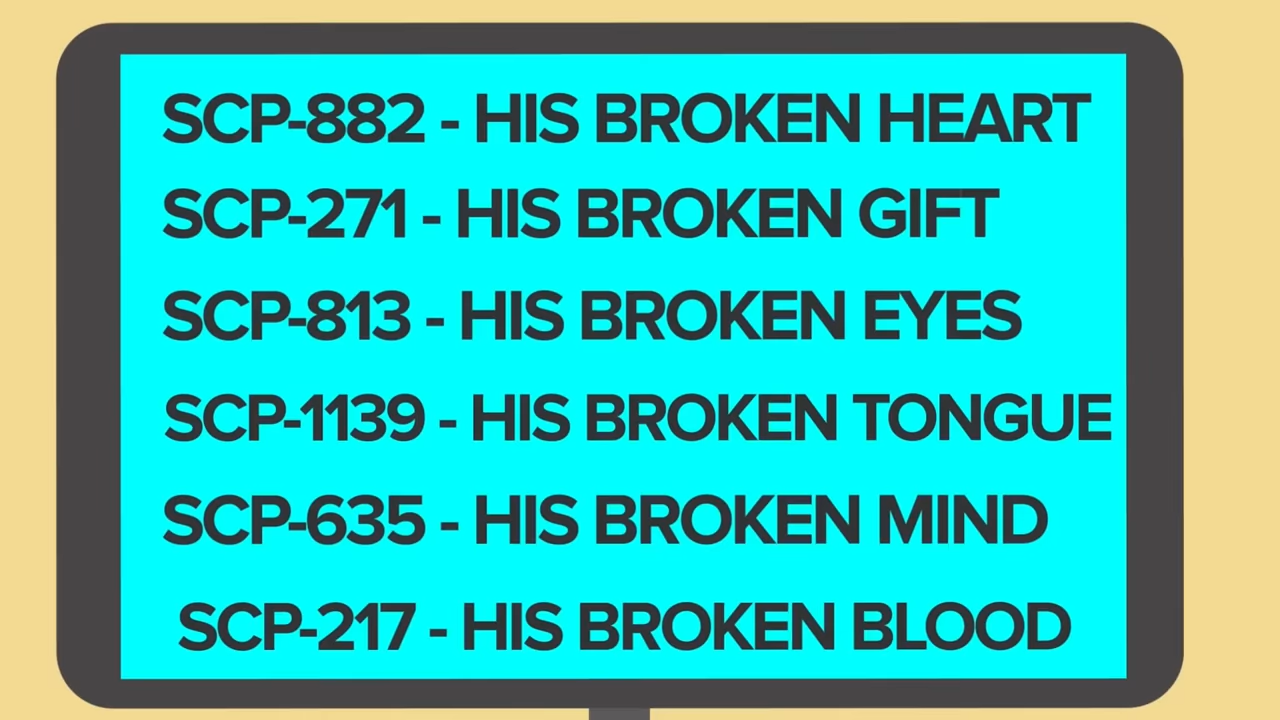 SCP-882 - HIS BROKEN HEART
SCP-271 - HIS BROKEN GIFT
SCP-813 - HIS BROKEN EYES
SCP-1139 - HIS BROKEN TONGUE
SCP-635 - HIS BROKEN MIND
SCP-217 - HIS BROKEN BLOOD